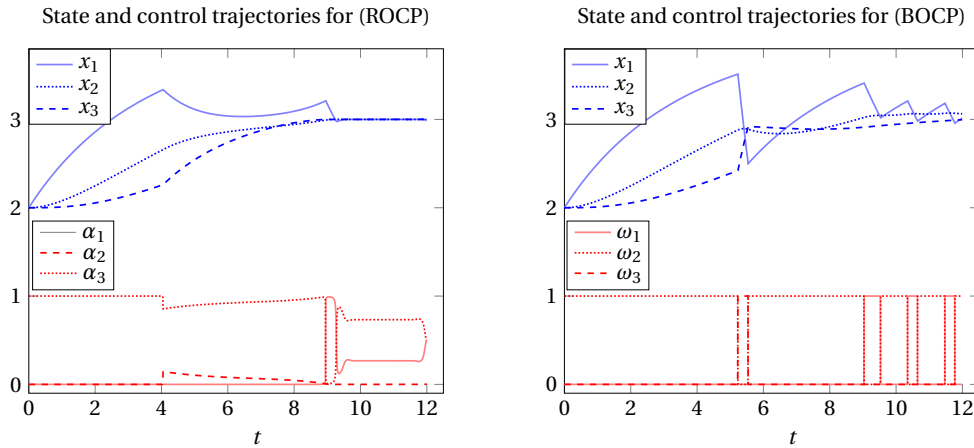 State and control trajectories for (ROCP)
x₁
x₂
x₃
3
2
α₁
α₂
α₃
1
0
0 2 4 6 8 10 12
t
State and control trajectories for (BOCP)
x₁
x₂
x₃
3
2
ω₁
ω₂
ω₃
1
0
0 2 4 6 8 10 12
t